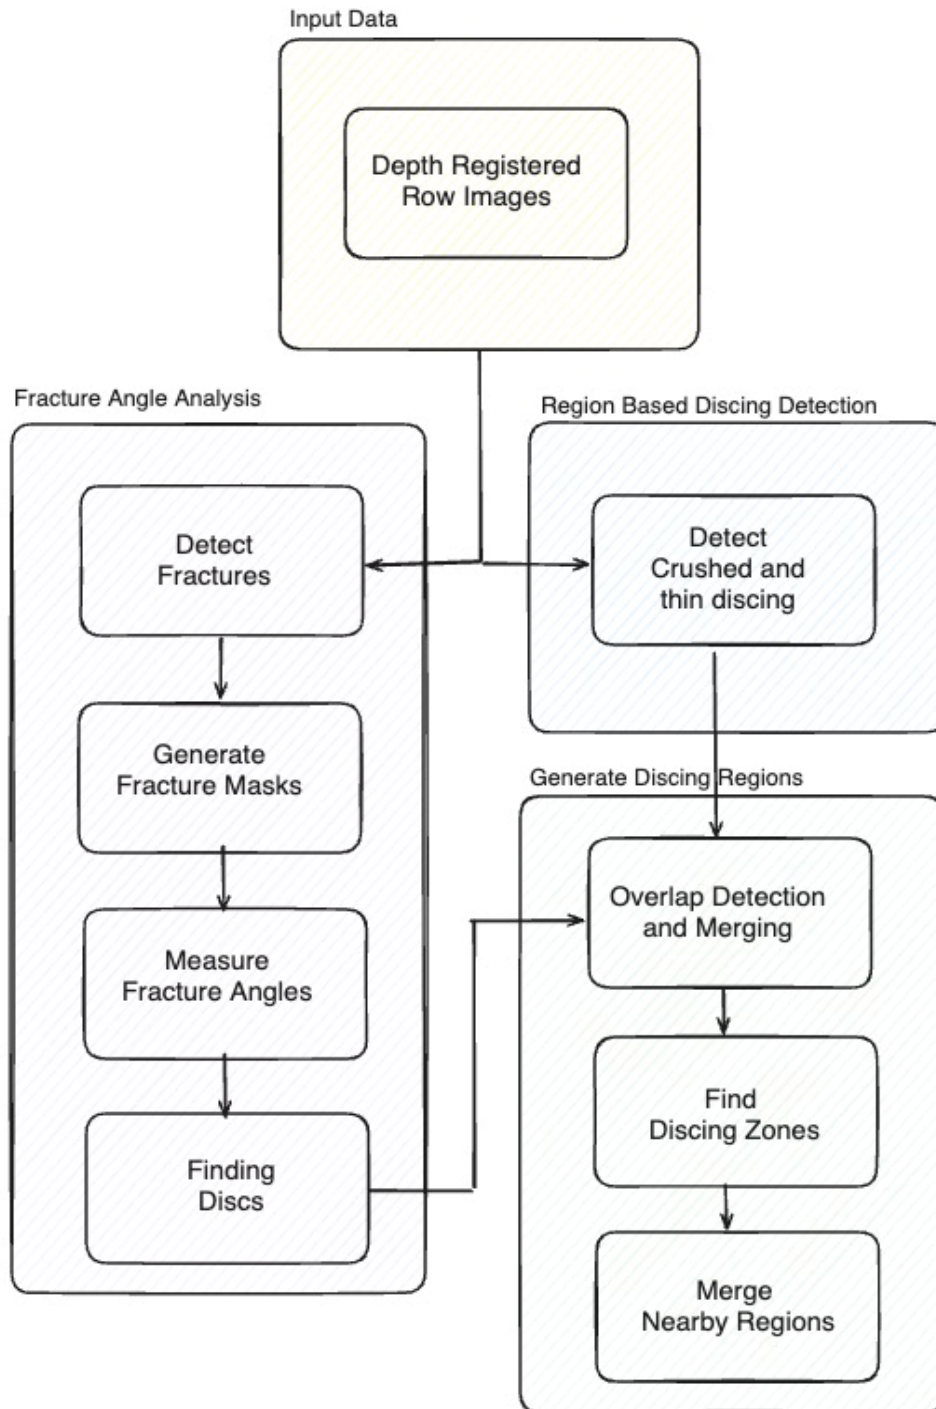 Input Data
Depth Registered
Row Images
Fracture Angle Analysis
Detect
Fractures
Generate
Fracture Masks
Measure
Fracture Angles
Finding
Discs
Region Based Discing Detection
Detect
Crushed and
thin discing
Generate Discing Regions
Overlap Detection
and Merging
Find
Discing Zones
Merge
Nearby Regions